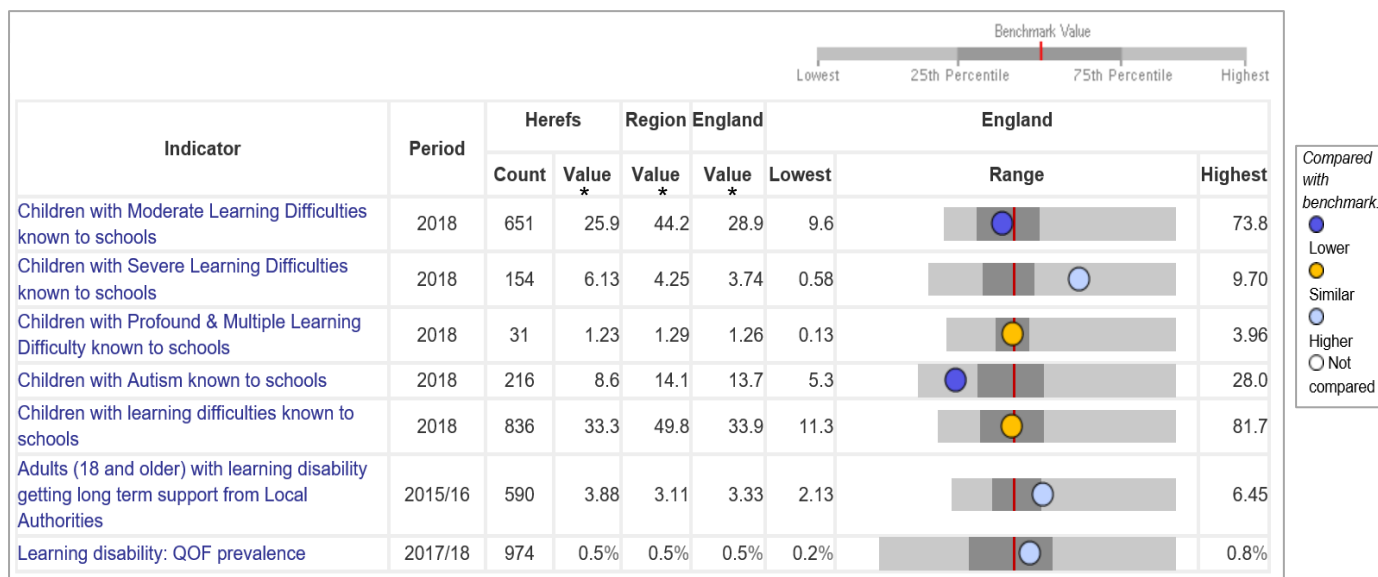 Benchmark Value
Lowest 25th Percentile 75th Percentile Highest
Indicator Period Herefs Region England England
Count Value Value Value Lowest Range Highest
* * *
Children with Moderate Learning Difficulties
known to schools 2018 651 25.9 44.2 28.9 9.6 73.8
Children with Severe Learning Difficulties
known to schools 2018 154 6.13 4.25 3.74 0.58 9.70
Children with Profound & Multiple Learning
Difficulty known to schools 2018 31 1.23 1.29 1.26 0.13 3.96
Children with Autism known to schools 2018 216 8.6 14.1 13.7 5.3 28.0
Children with learning difficulties known to
schools 2018 836 33.3 49.8 33.9 11.3 81.7
Adults (18 and older) with learning disability
getting long term support from Local 2015/16 590 3.88 3.11 3.33 2.13 6.45
Authorities
Learning disability: QOF prevalence 2017/18 974 0.5% 0.5% 0.5% 0.2% 0.8%
Compared
with
benchmark.
Lower
Similar
Higher
Not
compared